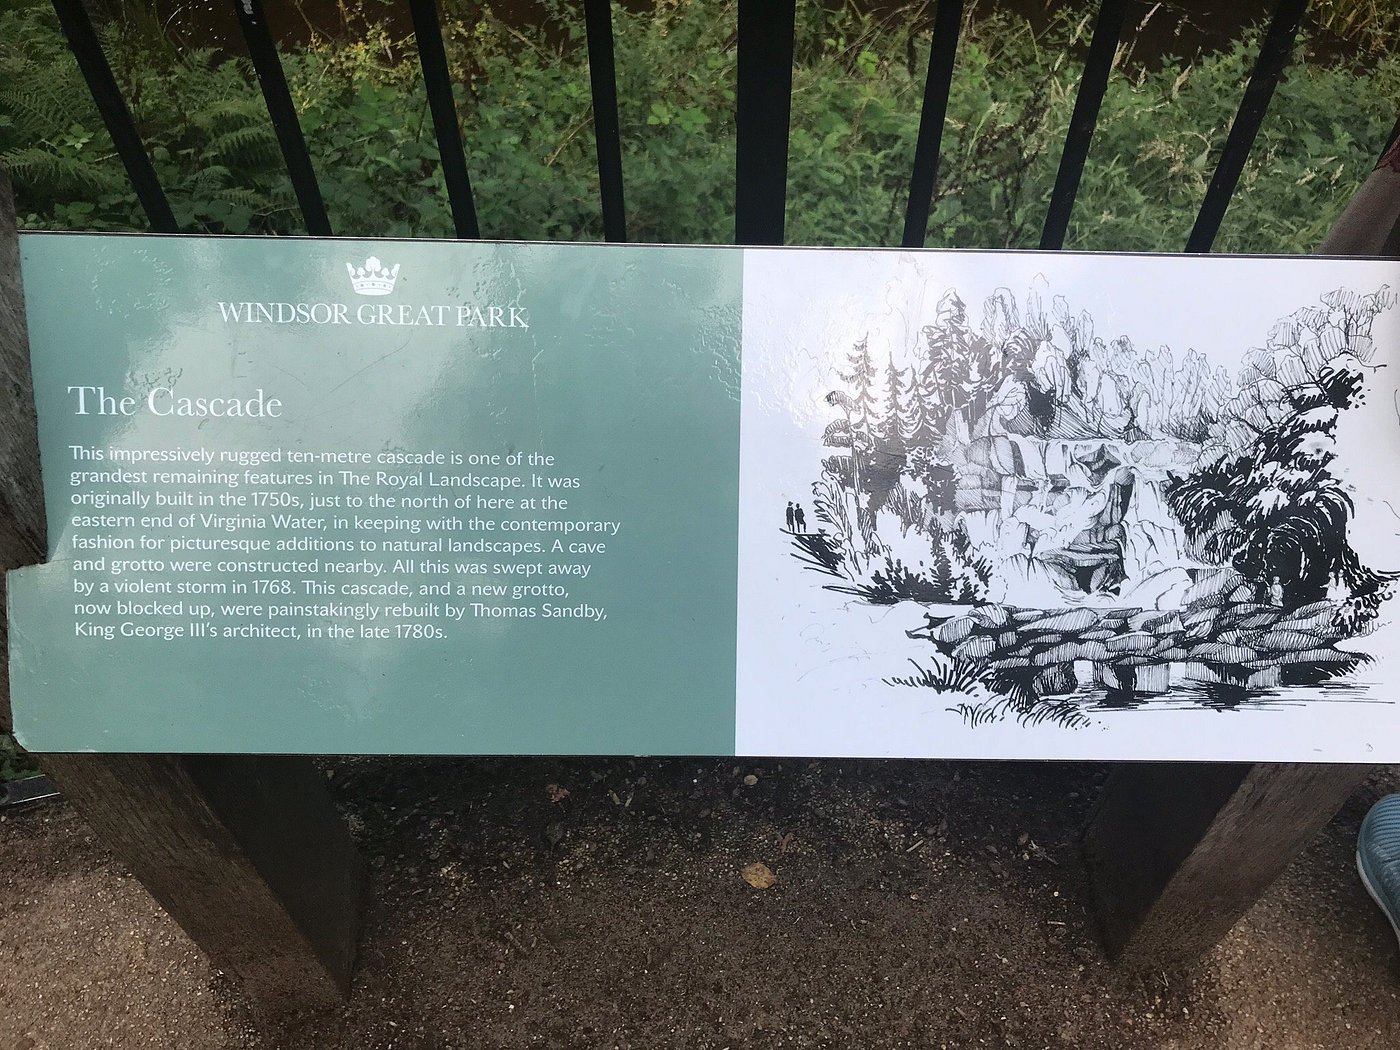 WINDSOR GREAT PARK
The Cascade
This impressively rugged ten-metre cascade is one of the
grandest remaining features in The Royal Landscape. It was
originally built in the 1750s, just to the north of here at the
eastern end of Virginia Water, in keeping with the contemporary
fashion for picturesque additions to natural landscapes. A cave
and grotto were constructed nearby. All this was swept away
by a violent storm in 1768. This cascade, and a new grotto,
now blocked up, were painstakingly rebuilt by Thomas Sandby,
King George III's architect, in the late 1780s.